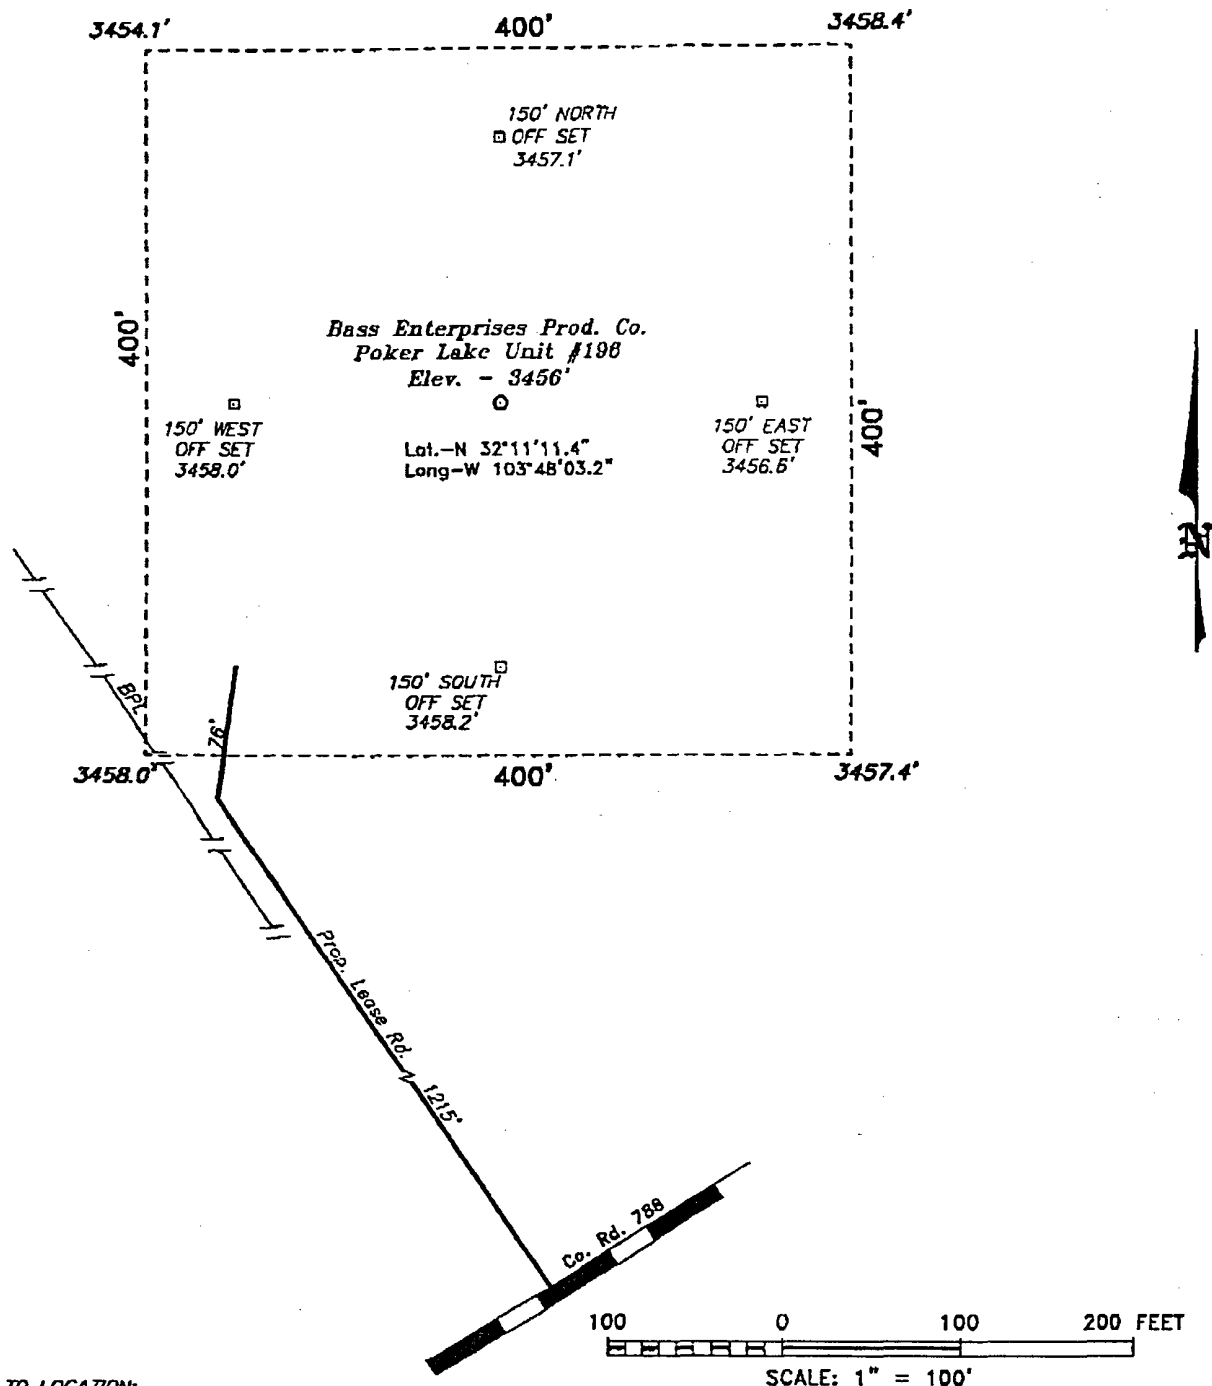 3454.1' 400' 3458.4'
150' NORTH
OFF SET
3457.1'
400'
Bass Enterprises Prod. Co.
Poker Lake Unit #196
Elev. - 3456'
150' WEST
OFF SET
3458.0'
Lat.-N 32°11'11.4"
Long-W 103°48'03.2"
150' EAST
OFF SET
3456.6'
400'
150' SOUTH
OFF SET
3458.2'
BPL
76'
3458.0' 400' 3457.4'
Prop. Lease Rd. 1215'
Co. Rd. 788
100 0 100 200 FEET
SCALE: 1" = 100'
TO LOCATION: